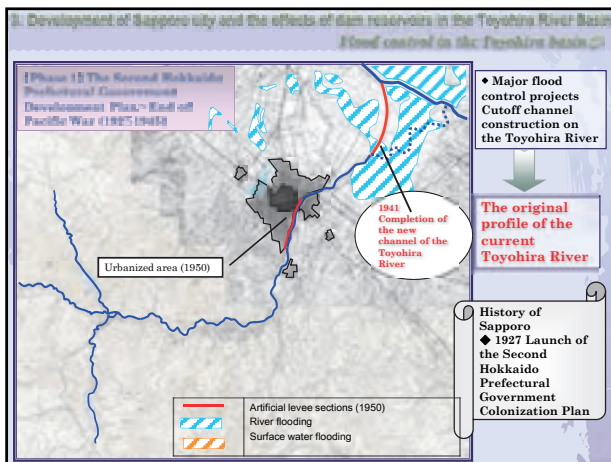 3. Development of Sapporo city and the effects of dam reservoirs in the Toyohira River Basin
Flood control in the Toyohira basin
[Phase 1] The Second Hokkaido
Prefectural Government
Development Plan~ End of
Pacific War (1927-1945)
◆ Major flood
control projects
Cutoff channel
construction on
the Toyohira River
The original
profile of the
current
Toyohira River
1941
Completion of
the new
channel of the
Toyohira
River
Urbanized area (1950)
History of
Sapporo
◆ 1927 Launch of
the Second
Hokkaido
Prefectural
Government
Colonization Plan
Artificial levee sections (1950)
River flooding
Surface water flooding